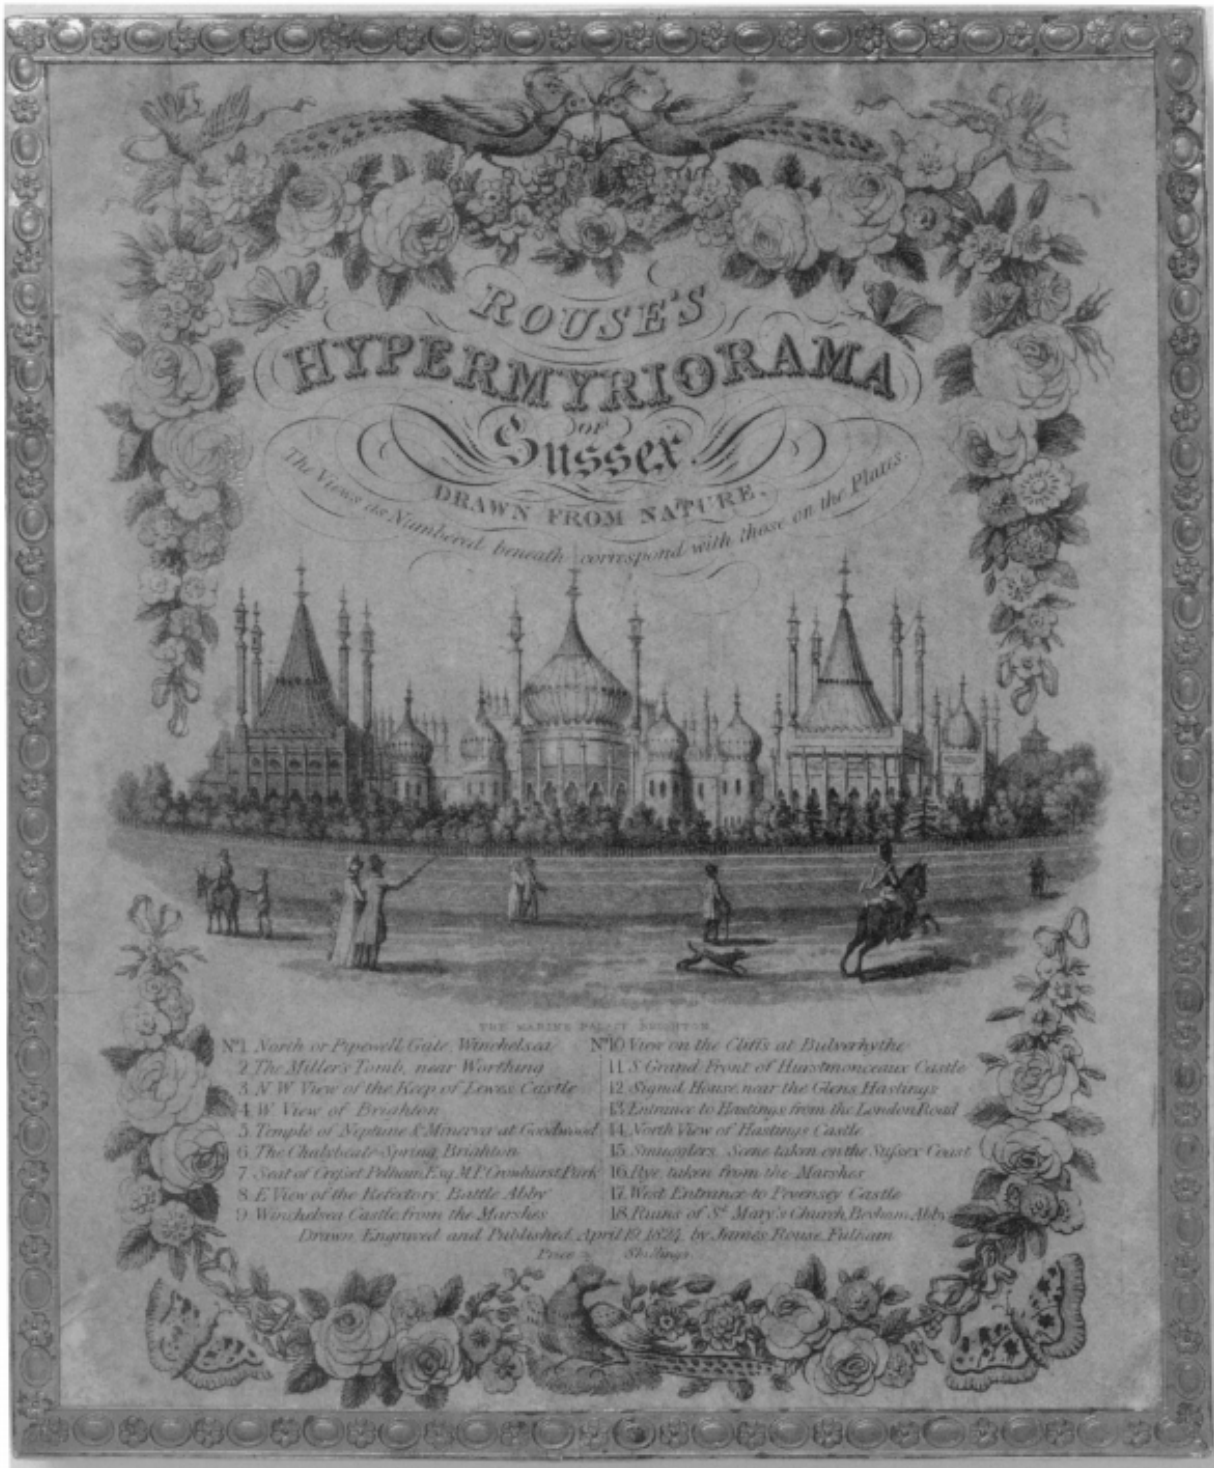 ROUSE'S
HYPERMYRIORAMA
OF
Sussex.
DRAWN FROM NATURE.
The Views as Numbered beneath correspond with those on the Plates.
THE MARINE PALACE BRIGHTON
No 1 North or Pipewell Gate, Winchelsea
2 The Miller's Tomb, near Worthing
3 N W View of the Keep of Lewes Castle
4 W. View of Brighton
5 Temple of Neptune & Minerva at Goodwood
6 The Chalybeate Spring, Brighton
7 Seat of Cresset Pelham Esq. M.P. Crowhurst Park
8 E View of the Refectory, Battle Abby
9 Winchelsea Castle from the Marshes
No 10 View on the Cliffs at Bulverhythe
11 S Grand Front of Hurstmonceaux Castle
12 Signal House near the Glens Hastings
13 Entrance to Hastings from the London Road
14 North View of Hastings Castle
15 Smugglers. Scene taken on the Sussex Coast
16 Rye, taken from the Marshes
17 West Entrance to Pevensey Castle
18 Ruins of St Mary's Church, Beyham Abby
Drawn, Engraved and Published, April 19, 1824, by James Rouse, Fulham
Price Shillings